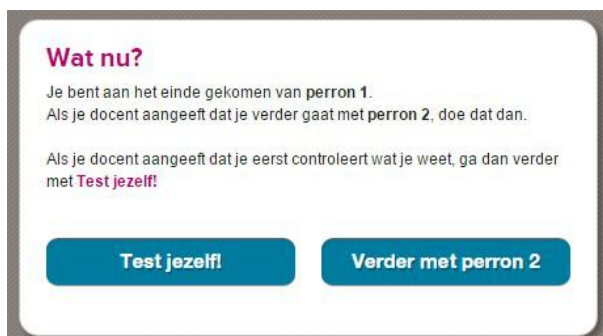 Wat nu?
Je bent aan het einde gekomen van perron 1.
Als je docent aangeeft dat je verder gaat met perron 2, doe dat dan.
Als je docent aangeeft dat je eerst controleert wat je weet, ga dan verder
met Test jezelf!
Test jezelf!
Verder met perron 2